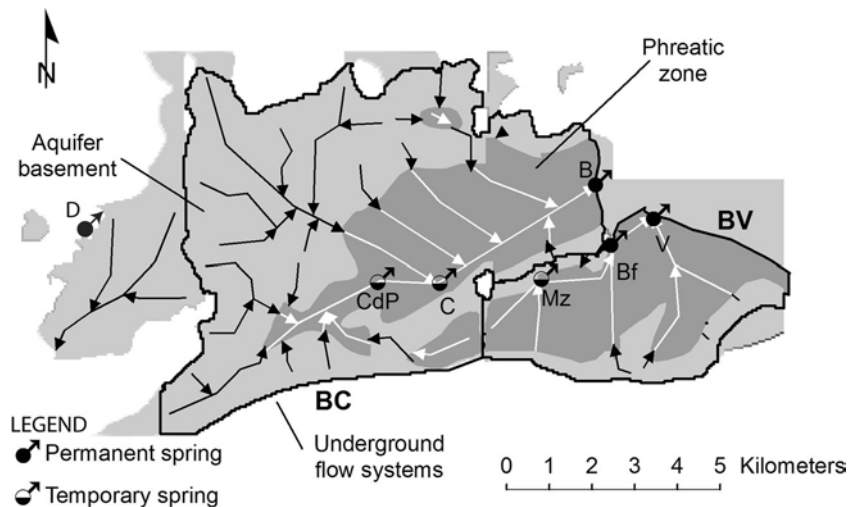 N
Phreatic
zone
Aquifer
basement
D
B
BV
V
Bf
CdP
C
Mz
BC
LEGEND
Permanent spring
Temporary spring
Underground
flow systems
0 1 2 3 4 5 Kilometers